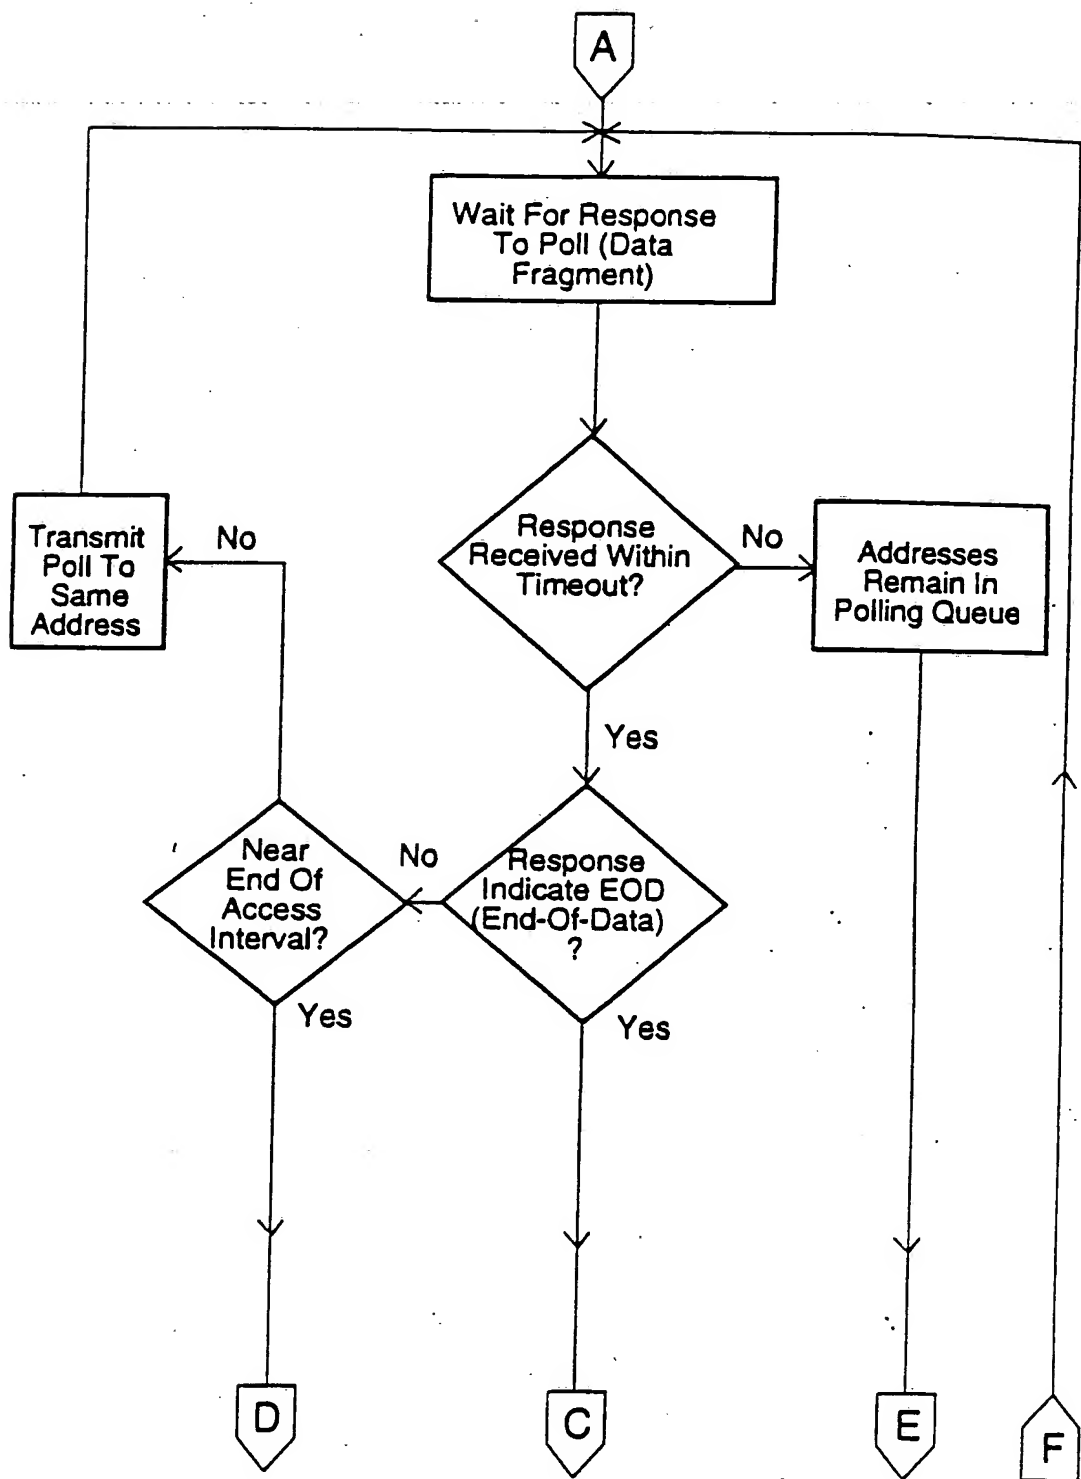 A
Wait For Response
To Poll (Data
Fragment)
Response
Received Within
Timeout?
No
Addresses
Remain In
Polling Queue
Transmit
Poll To
Same
Address
No
Yes
Near
End Of
Access
Interval?
No
Response
Indicate EOD
(End-Of-Data)
?
Yes
Yes
D
C
E
F